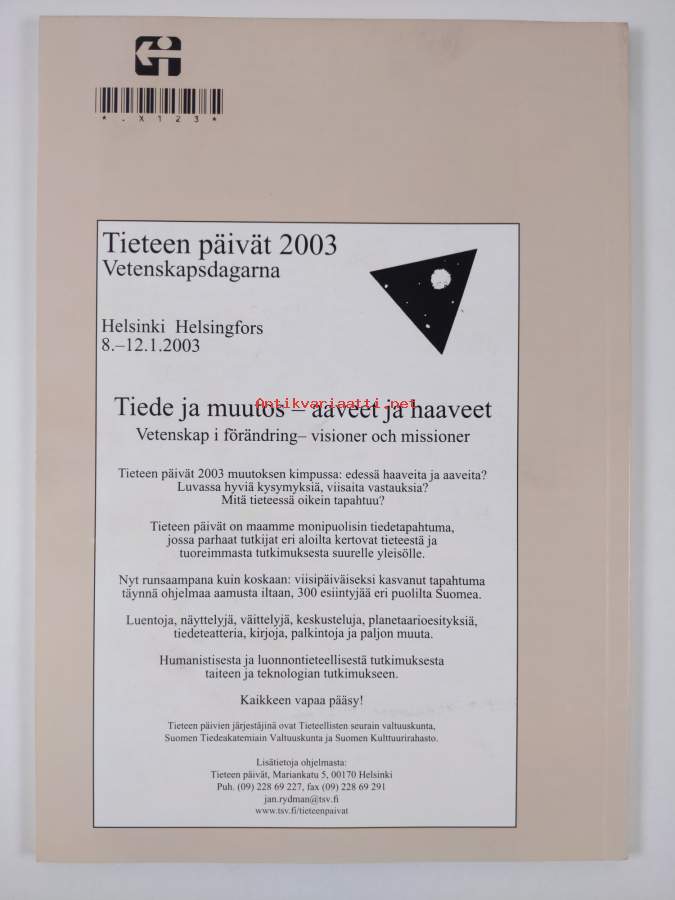 *.X123*
Tieteen päivät 2003
Vetenskapsdagarna
Helsinki Helsingfors
8.–12.1.2003
Antikvariaatti.net
Tiede ja muutos – aaveet ja haaveet
Vetenskap i förändring– visioner och missioner
Tieteen päivät 2003 muutoksen kimpussa: edessä haaveita ja aaveita?
Luvassa hyviä kysymyksiä, viisaita vastauksia?
Mitä tieteessä oikein tapahtuu?
Tieteen päivät on maamme monipuolisin tiedetapahtuma,
jossa parhaat tutkijat eri aloilta kertovat tieteestä ja
tuoreimmasta tutkimuksesta suurelle yleisölle.
Nyt runsaampana kuin koskaan: viisipäiväiseksi kasvanut tapahtuma
täynnä ohjelmaa aamusta iltaan, 300 esiintyjää eri puolilta Suomea.
Luentoja, näyttelyjä, väittelyjä, keskusteluja, planetaarioesityksiä,
tiedeteatteria, kirjoja, palkintoja ja paljon muuta.
Humanistisesta ja luonnontieteellisestä tutkimuksesta
taiteen ja teknologian tutkimukseen.
Kaikkeen vapaa pääsy!
Tieteen päivien järjestäjinä ovat Tieteellisten seurain valtuuskunta,
Suomen Tiedeakatemiain Valtuuskunta ja Suomen Kulttuurirahasto.
Lisätietoja ohjelmasta:
Tieteen päivät, Mariankatu 5, 00170 Helsinki
Puh. (09) 228 69 227, fax (09) 228 69 291
jan.rydman@tsv.fi
www.tsv.fi/tieteenpaivat